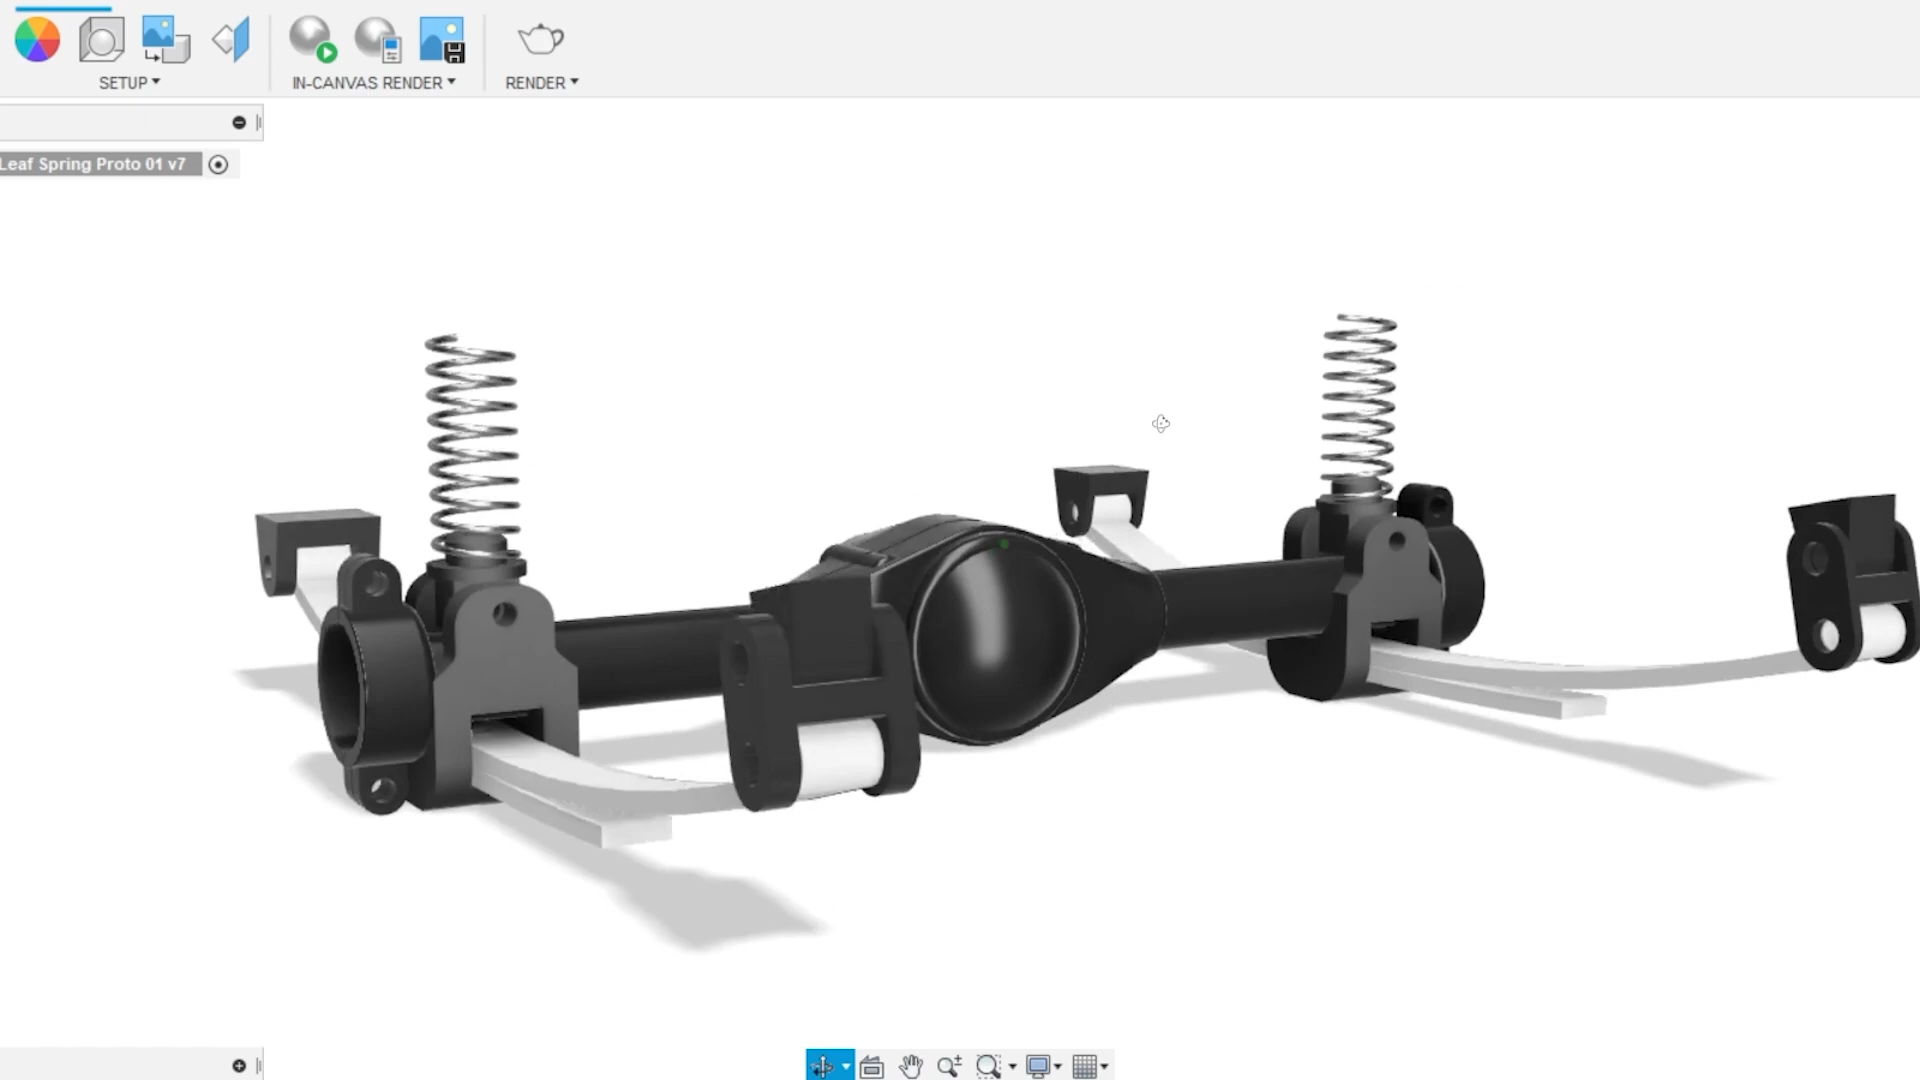 SETUP
IN-CANVAS RENDER
RENDER
Leaf Spring Proto 01 v7